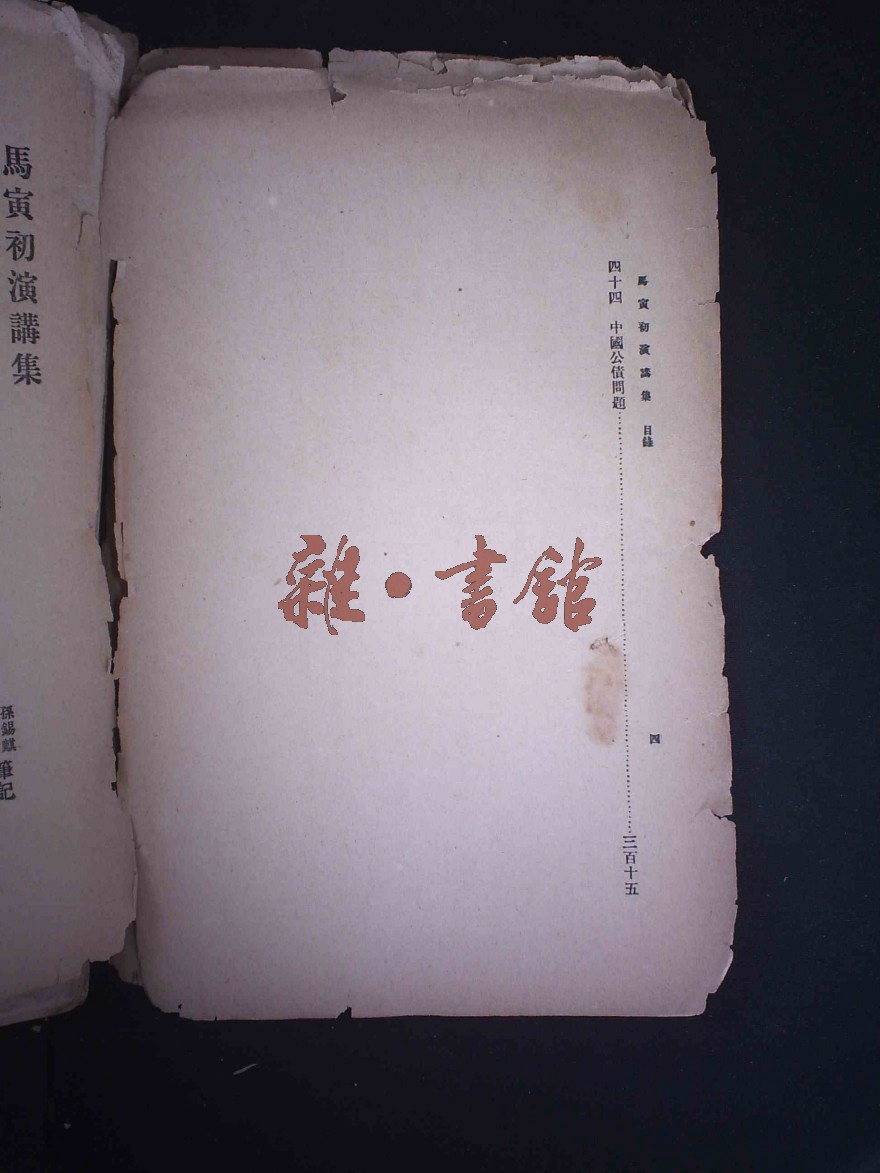 馬寅初演講集 目錄
四
四十四 中國公債問題……三百十五
雜·書館
馬寅初演講集
孫錫麒筆記